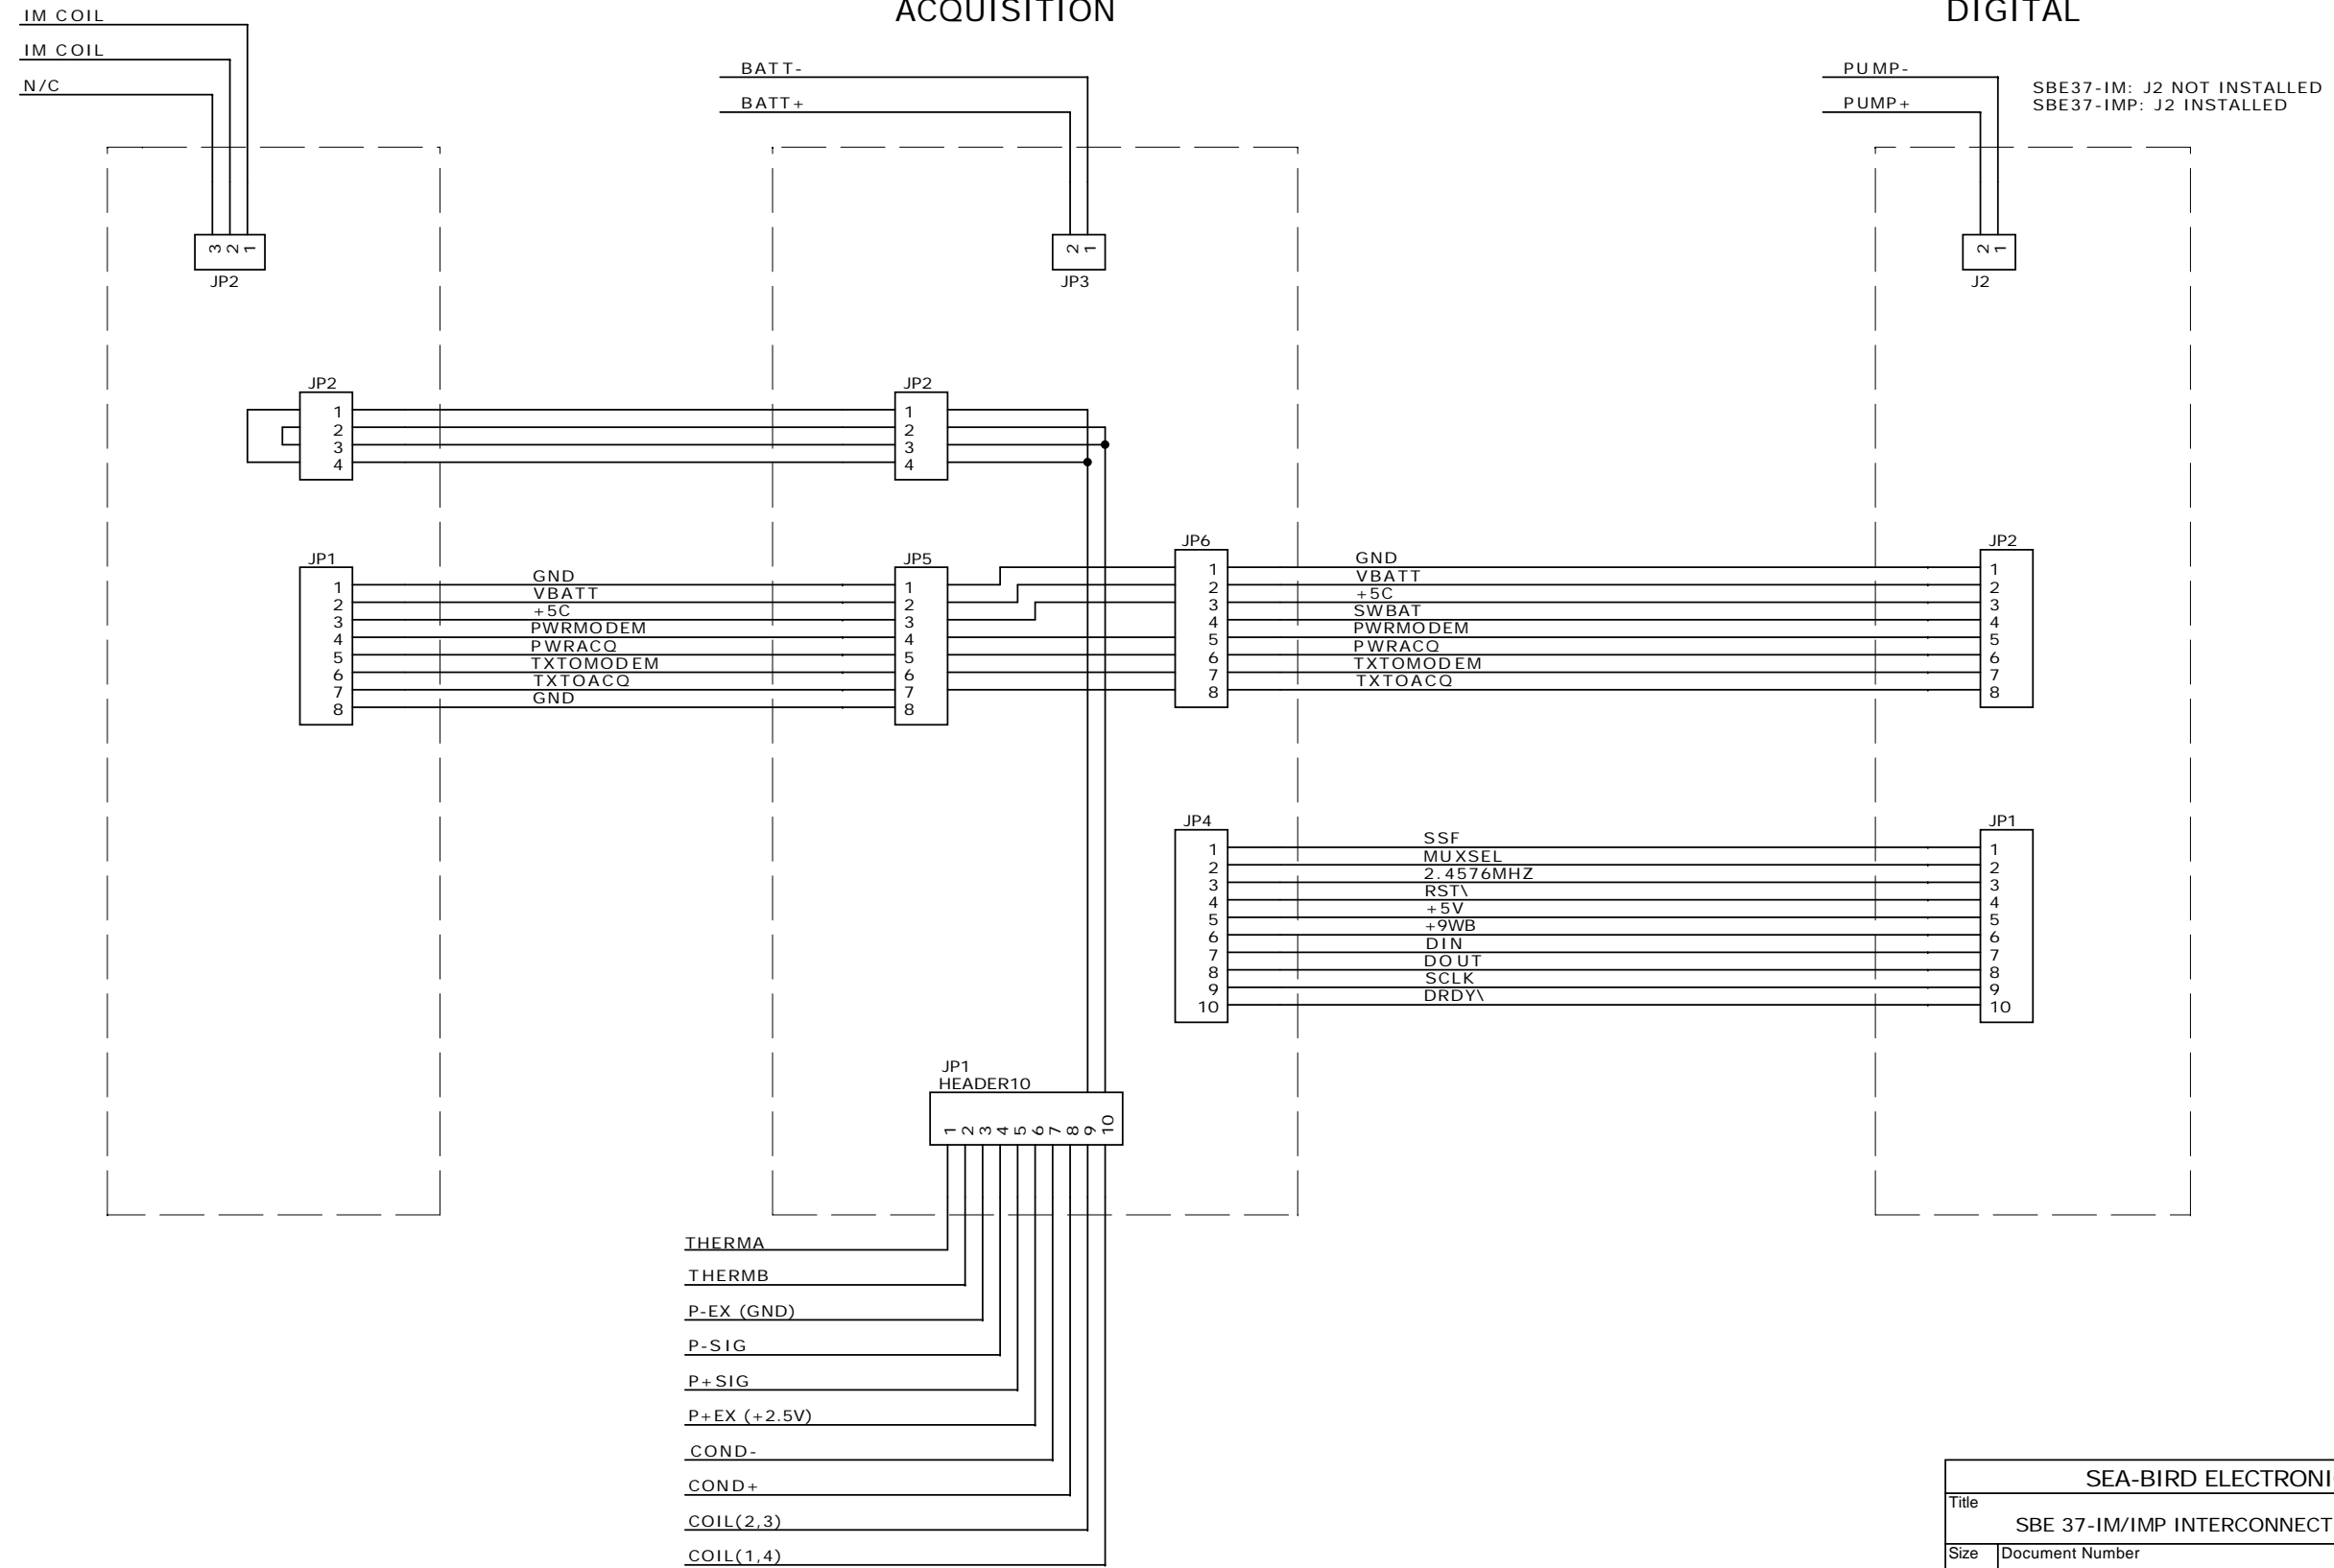 ACQUISITION
DIGITAL
IM COIL
IM COIL
N/C
BATT-
BATT+
PUMP-
PUMP+
SBE37-IM: J2 NOT INSTALLED
SBE37-IMP: J2 INSTALLED
3 2 1
JP2
2 1
JP3
2 1
J2
JP2
1
2
3
4
JP2
1
2
3
4
JP1
1
2
3
4
5
6
7
8
GND
VBATT
+5C
PWRMODEM
PWRACQ
TXTOMODEM
TXTOACQ
GND
JP5
1
2
3
4
5
6
7
8
JP6
1
2
3
4
5
6
7
8
GND
VBATT
+5C
SWBAT
PWRMODEM
PWRACQ
TXTOMODEM
TXTOACQ
JP2
1
2
3
4
5
6
7
8
JP4
1
2
3
4
5
6
7
8
9
10
SSF
MUXSEL
2.4576MHZ
RST\
+5V
+9WB
DIN
DOUT
SCLK
DRDY\
JP1
1
2
3
4
5
6
7
8
9
10
JP1
HEADER10
1 2 3 4 5 6 7 8 9 10
THERMA
THERMB
P-EX (GND)
P-SIG
P+SIG
P+EX (+2.5V)
COND-
COND+
COIL(2,3)
COIL(1,4)
SEA-BIRD ELECTRONI
Title
SBE 37-IM/IMP INTERCONNECT
Size Document Number